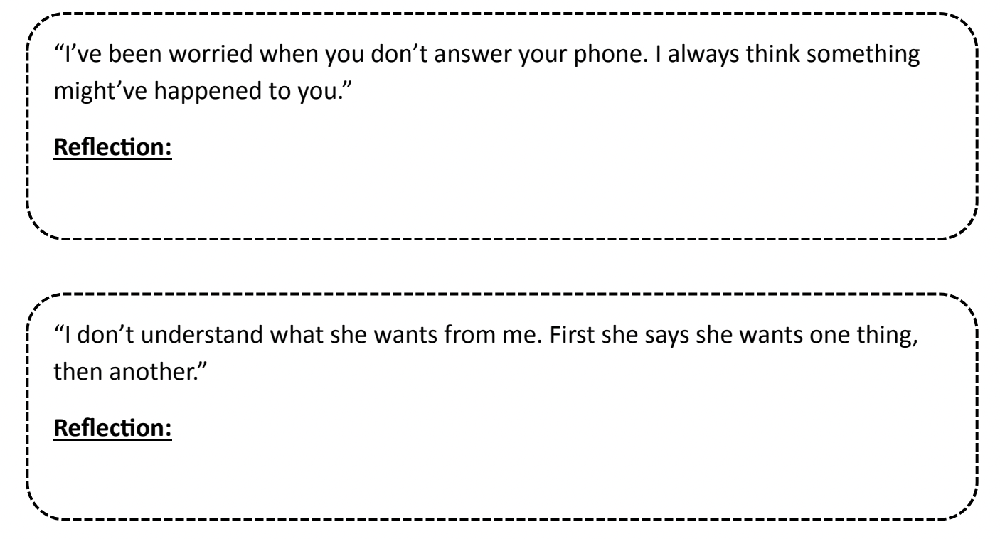 “I’ve been worried when you don’t answer your phone. I always think something
might’ve happened to you.”
Reflection:
“I don’t understand what she wants from me. First she says she wants one thing,
then another.”
Reflection: